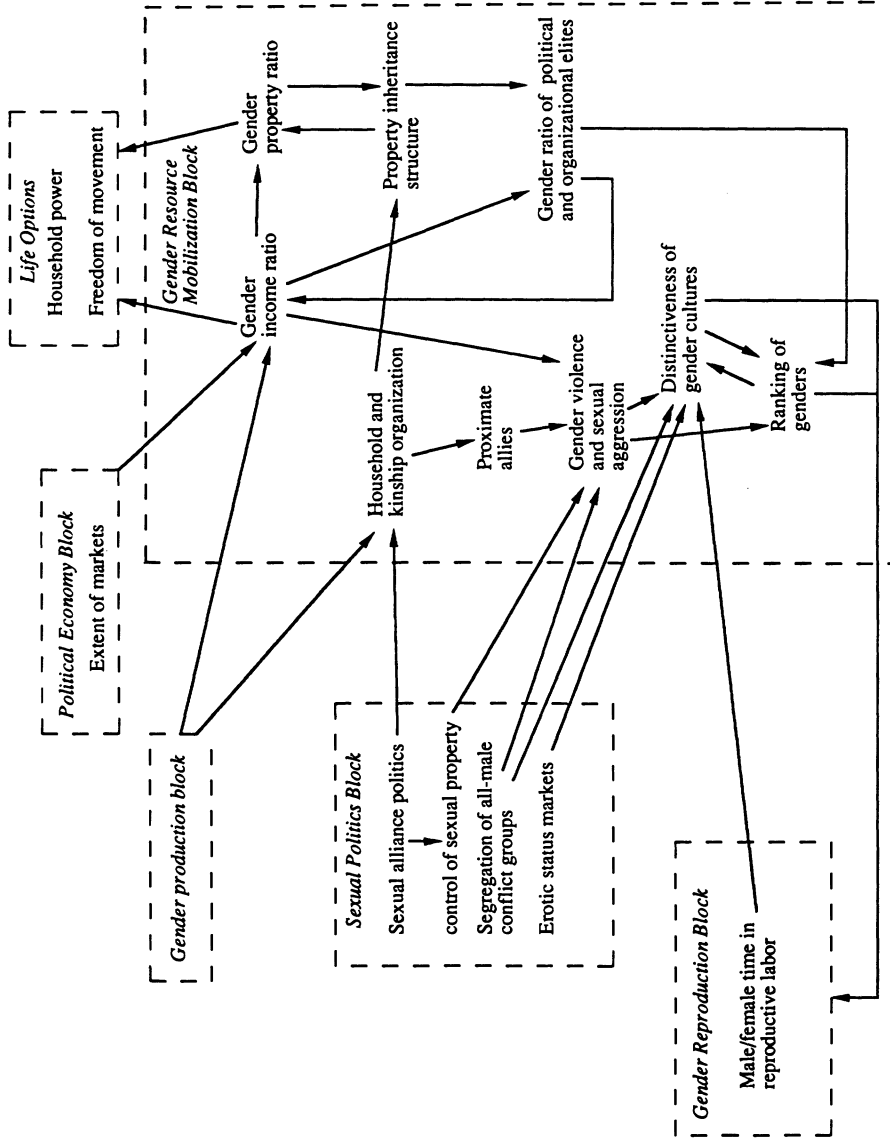 Life Options
Household power
Freedom of movement
Political Economy Block
Extent of markets
Gender production block
Gender Resource
Mobilization Block
Gender
income ratio
Gender
property ratio
Property inheritance
structure
Household and
kinship organization
Proximate
allies
Gender ratio of political
and organizational elites
Gender violence
and sexual
aggression
Distinctiveness of
gender cultures
Ranking of
genders
Sexual Politics Block
Sexual alliance politics
control of sexual property
Segregation of all-male
conflict groups
Erotic status markets
Gender Reproduction Block
Male/female time in
reproductive labor